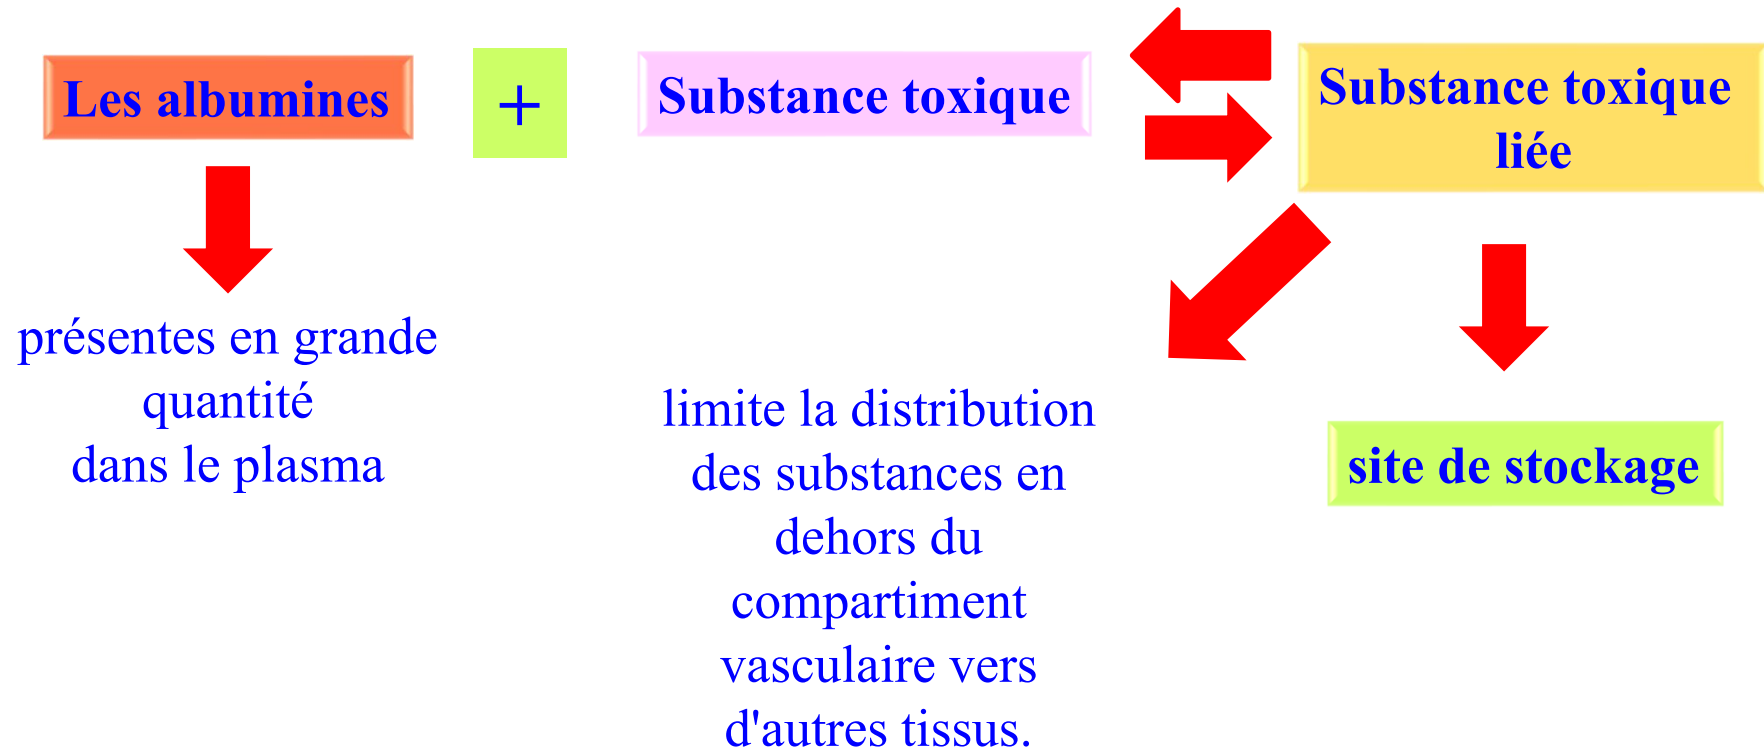 Les albumines
+
Substance toxique
Substance toxique
liée
présentes en grande
quantité
dans le plasma
limite la distribution
des substances en
dehors du
compartiment
vasculaire vers
d'autres tissus.
site de stockage